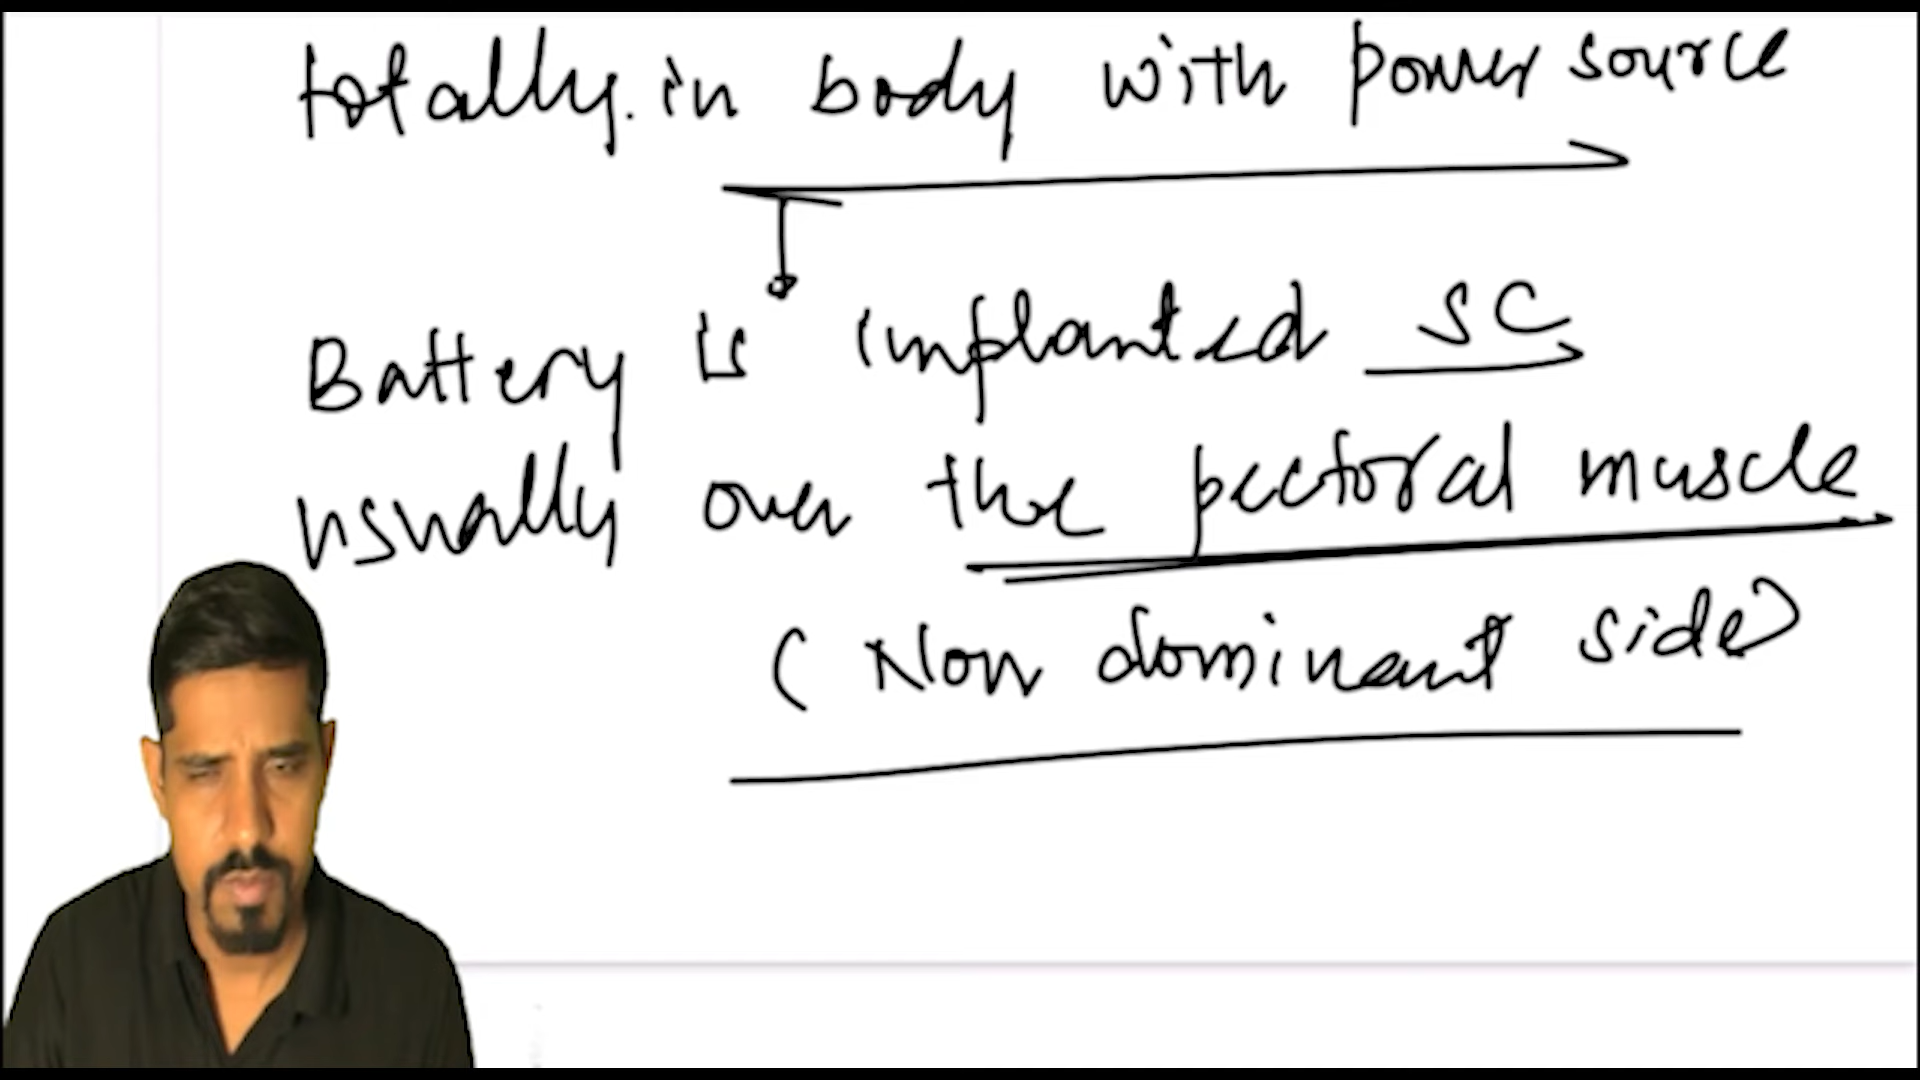 totally. in body with power source
Battery is implanted SC
usually over the pectoral muscle
(Non dominant side)